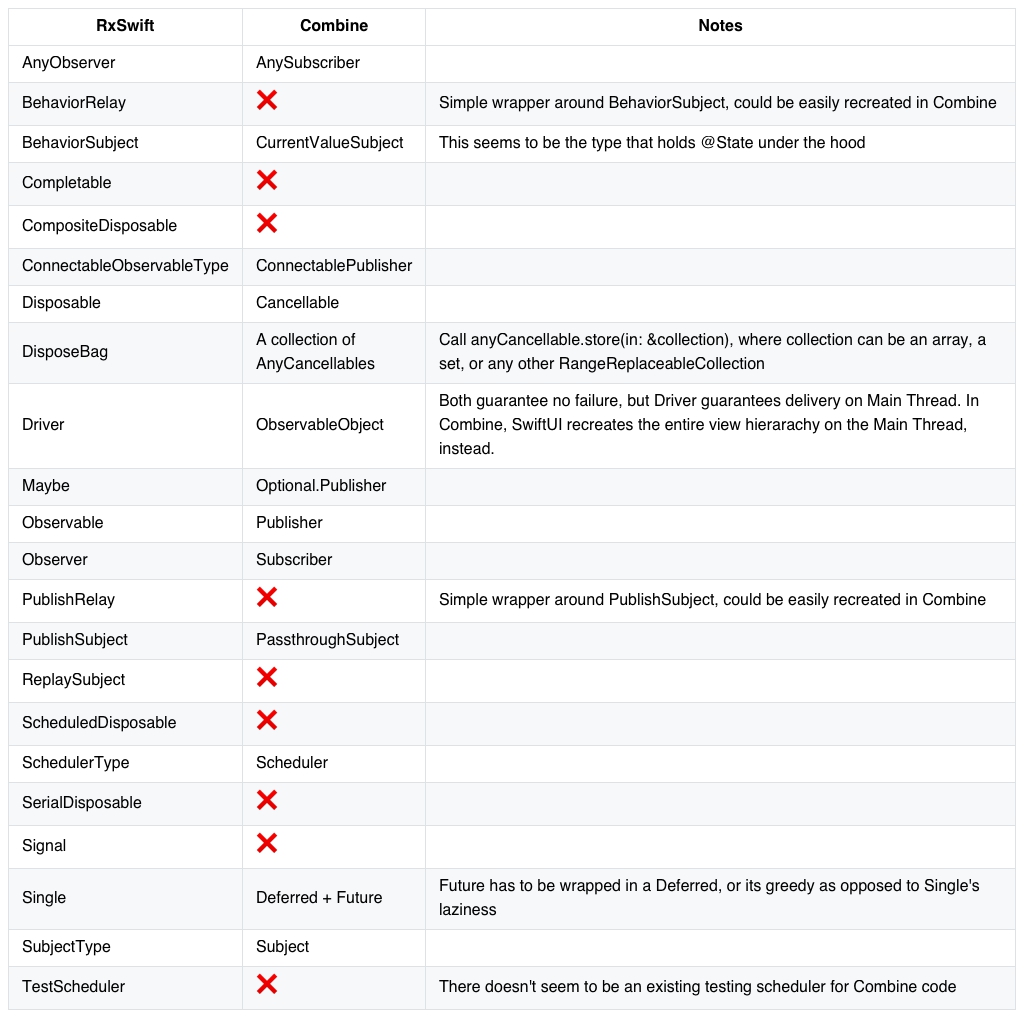 RxSwift Combine Notes
AnyObserver AnySubscriber
BehaviorRelay ❌ Simple wrapper around BehaviorSubject, could be easily recreated in Combine
BehaviorSubject CurrentValueSubject This seems to be the type that holds @State under the hood
Completable ❌
CompositeDisposable ❌
ConnectableObservableType ConnectablePublisher
Disposable Cancellable
DisposeBag
A collection of
AnyCancellables
Call anyCancellable.store(in: &collection), where collection can be an array, a
set, or any other RangeReplaceableCollection
Driver ObservableObject
Both guarantee no failure, but Driver guarantees delivery on Main Thread. In
Combine, SwiftUI recreates the entire view hierarachy on the Main Thread,
instead.
Maybe Optional.Publisher
Observable Publisher
Observer Subscriber
PublishRelay ❌ Simple wrapper around PublishSubject, could be easily recreated in Combine
PublishSubject PassthroughSubject
ReplaySubject ❌
ScheduledDisposable ❌
SchedulerType Scheduler
SerialDisposable ❌
Signal ❌
Single Deferred + Future
Future has to be wrapped in a Deferred, or its greedy as opposed to Single's
laziness
SubjectType Subject
TestScheduler ❌ There doesn't seem to be an existing testing scheduler for Combine code